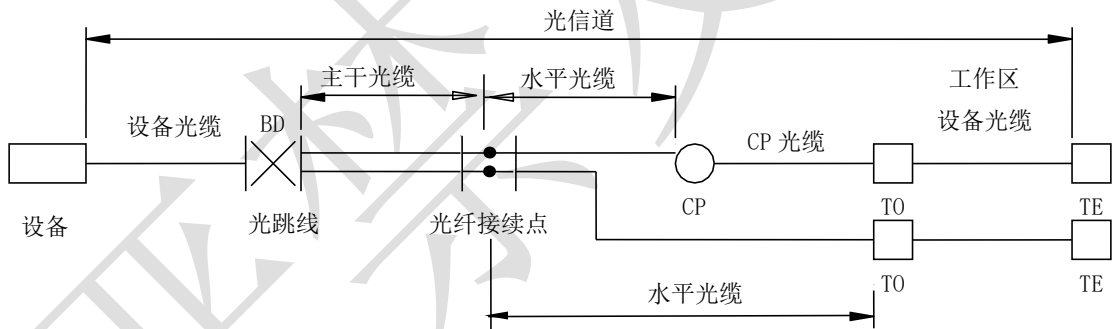 光信道
主干光缆
水平光缆
工作区
设备光缆
BD
设备光缆
CP 光缆
设备
光跳线
光纤接续点
CP
TO
TE
水平光缆
TO
TE